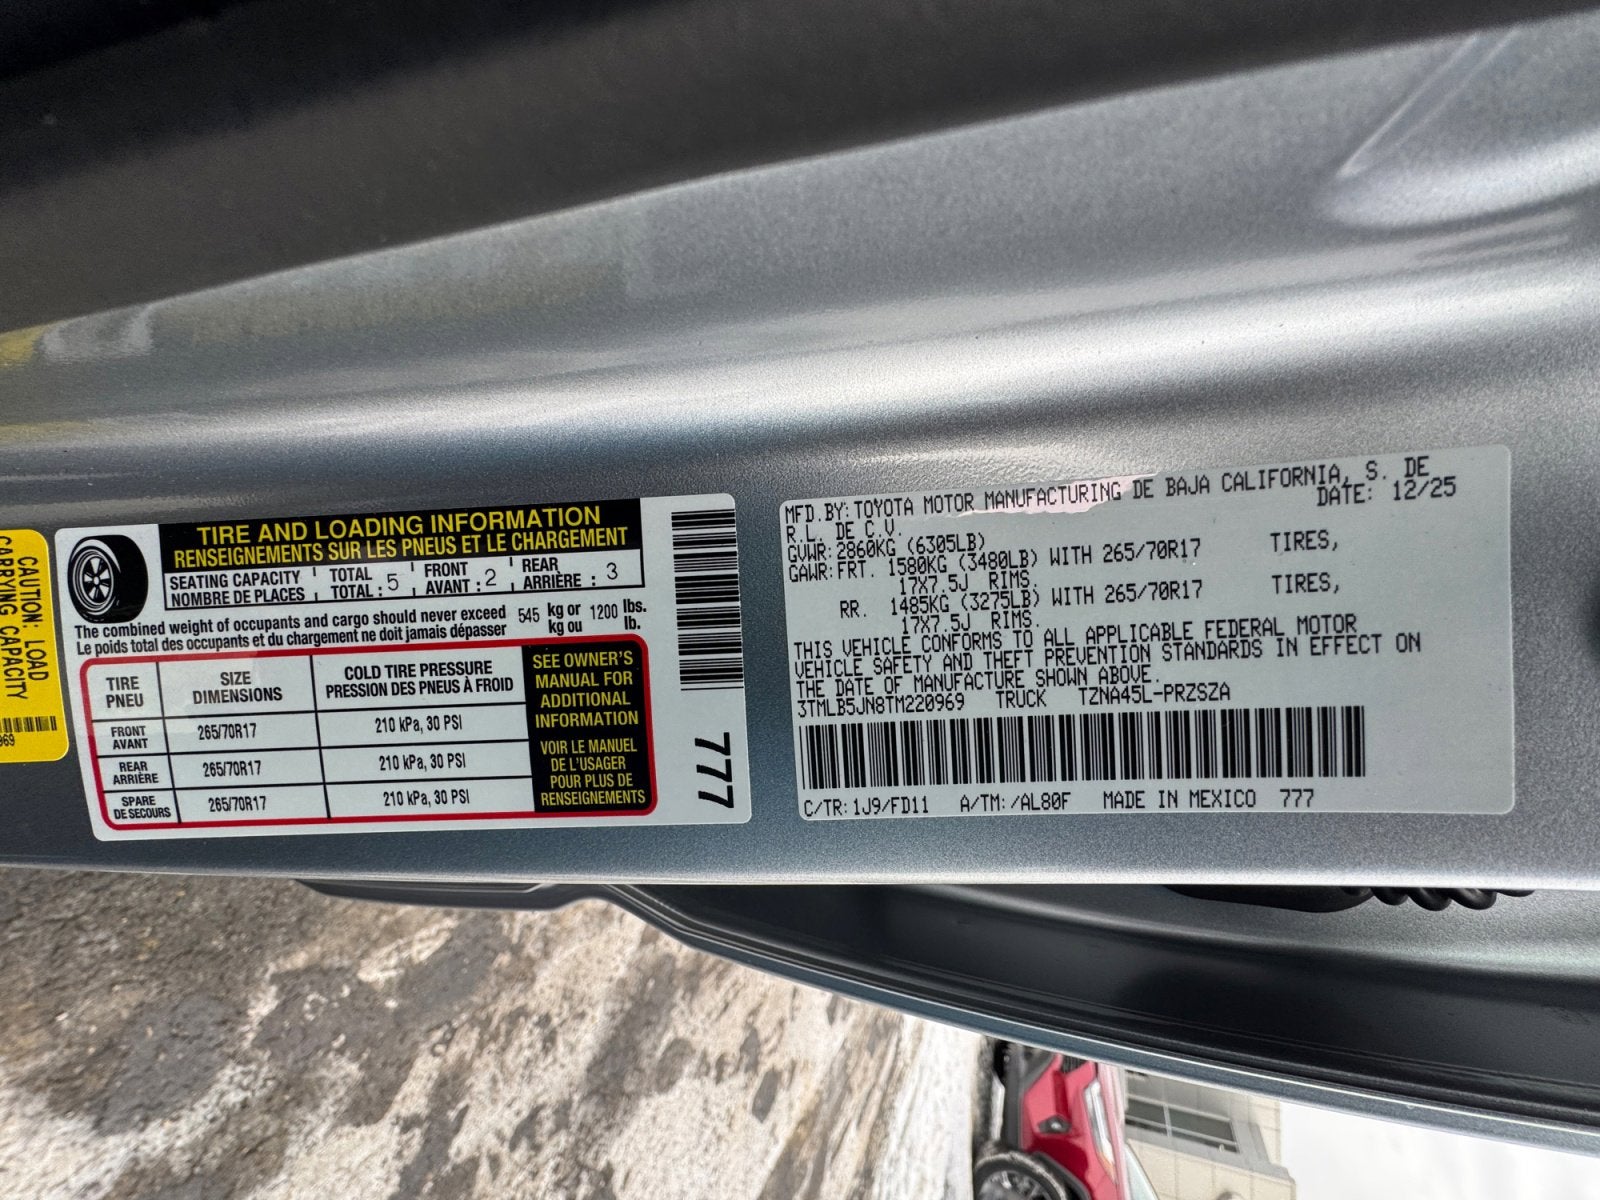 CAUTION: LOAD
CARRYING CAPACITY
969
TIRE AND LOADING INFORMATION
RENSEIGNEMENTS SUR LES PNEUS ET LE CHARGEMENT
SEATING CAPACITY TOTAL FRONT REAR
NOMBRE DE PLACES TOTAL : 5 AVANT : 2 ARRIÈRE : 3
The combined weight of occupants and cargo should never exceed 545 kg or 1200 lbs.
Le poids total des occupants et du chargement ne doit jamais dépasser kg ou lb.
TIRE SIZE COLD TIRE PRESSURE
PNEU DIMENSIONS PRESSION DES PNEUS À FROID
FRONT
AVANT 265/70R17 210 kPa, 30 PSI
REAR
ARRIÈRE 265/70R17 210 kPa, 30 PSI
SPARE
DE SECOURS 265/70R17 210 kPa, 30 PSI
SEE OWNER'S
MANUAL FOR
ADDITIONAL
INFORMATION
VOIR LE MANUEL
DE L'USAGER
POUR PLUS DE
RENSEIGNEMENTS
777
MFD.BY: TOYOTA MOTOR MANUFACTURING DE BAJA CALIFORNIA, S. DE
R.L. DE C.V. DATE: 12/25
GVWR: 2860KG (6305LB)
GAWR: FRT. 1580KG (3480LB) WITH 265/70R17 TIRES,
17X7.5J RIMS.
RR. 1485KG (3275LB) WITH 265/70R17 TIRES,
17X7.5J RIMS.
THIS VEHICLE CONFORMS TO ALL APPLICABLE FEDERAL MOTOR
VEHICLE SAFETY AND THEFT PREVENTION STANDARDS IN EFFECT ON
THE DATE OF MANUFACTURE SHOWN ABOVE.
3TMLB5JN8TM220969 TRUCK TZNA45L-PRZSZA
C/TR: 1J9/FD11 A/TM: /AL80F MADE IN MEXICO 777